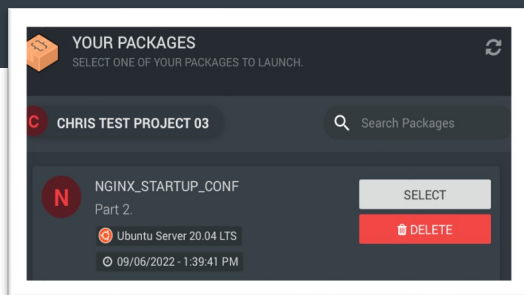 YOUR PACKAGES
SELECT ONE OF YOUR PACKAGES TO LAUNCH.
C CHRIS TEST PROJECT 03
Search Packages
N NGINX_STARTUP_CONF
Part 2.
SELECT
Ubuntu Server 20.04 LTS
DELETE
09/06/2022 - 1:39:41 PM